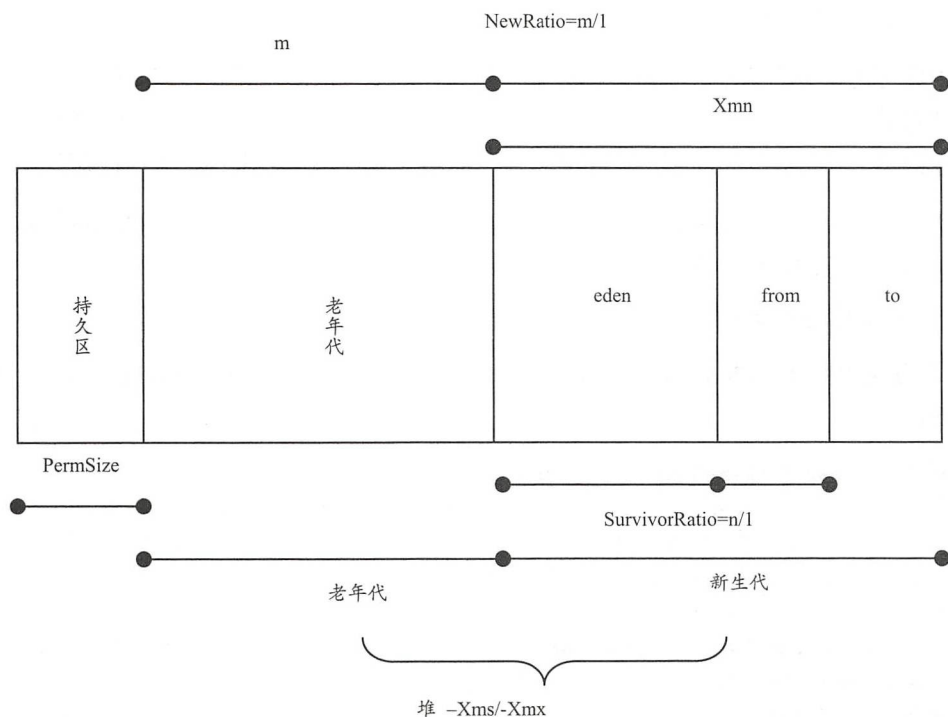 NewRatio=m/1
m
Xmn
持久区
老年代
eden
from
to
PermSize
SurvivorRatio=n/1
老年代
新生代
堆 –Xms/-Xmx